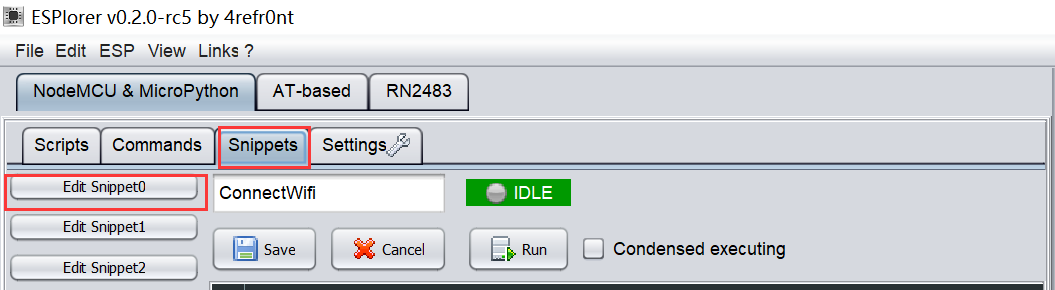 ESPlorer v0.2.0-rc5 by 4refr0nt
File Edit ESP View Links ?
NodeMCU & MicroPython AT-based RN2483
Scripts Commands Snippets Settings
Edit Snippet0 ConnectWifi IDLE
Edit Snippet1 Save Cancel Run Condensed executing
Edit Snippet2